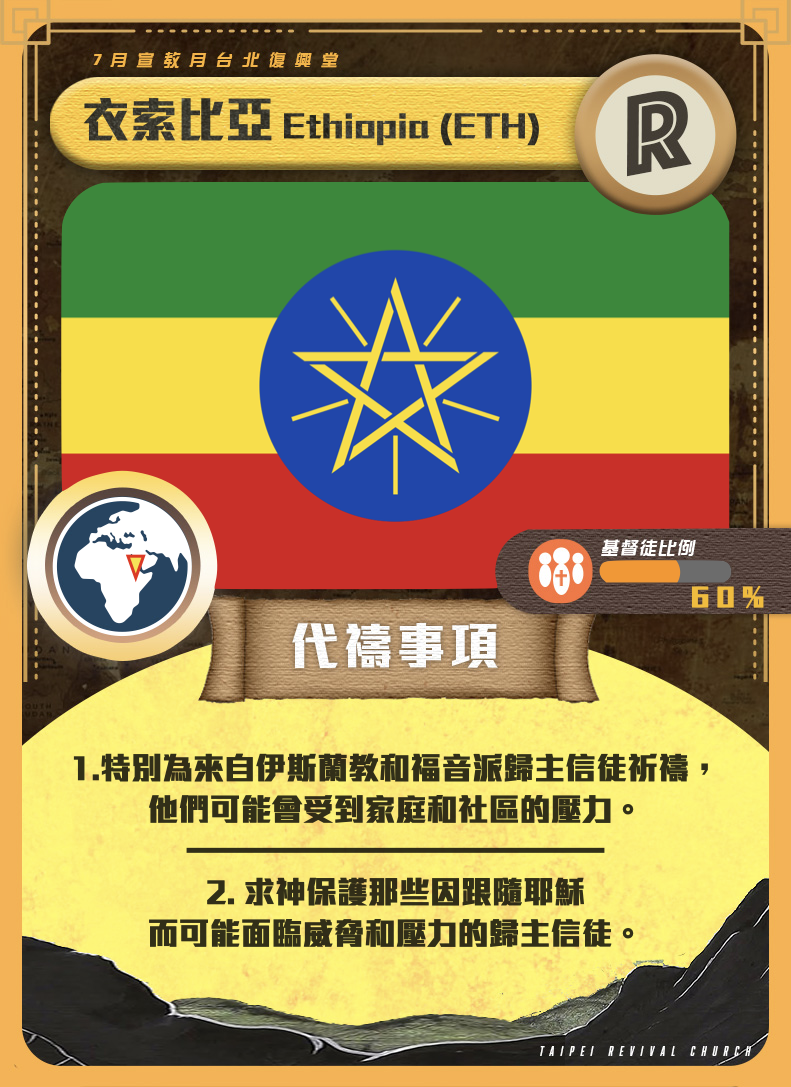 7月宣教月台北復興堂
衣索比亞 Ethiopia (ETH)
R
基督徒比例
60%
代禱事項
1.特別為來自伊斯蘭教和福音派歸主信徒祈禱，
他們可能會受到家庭和社區的壓力。
2. 求神保護那些因跟隨耶穌
而可能面臨威脅和壓力的歸主信徒。
TAIPEI REVIVAL CHURCH